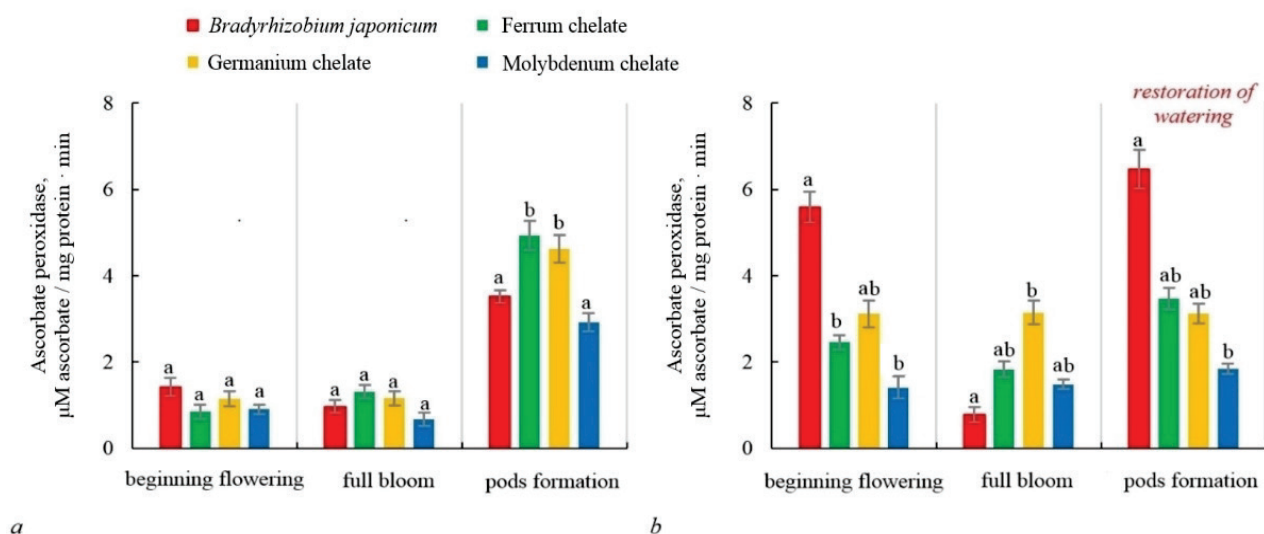 Bradyrhizobium japonicum
Ferrum chelate
Germanium chelate
Molybdenum chelate
Ascorbate peroxidase,
µM ascorbate / mg protein · min
8
6
4
2
0
a
a
a
a
a
a
a
a
a
b
b
a
beginning flowering
full bloom
pods formation
a
Ascorbate peroxidase,
µM ascorbate / mg protein · min
8
6
4
2
0
restoration of
watering
a
b
ab
b
a
ab
b
ab
a
ab
ab
b
beginning flowering
full bloom
pods formation
b